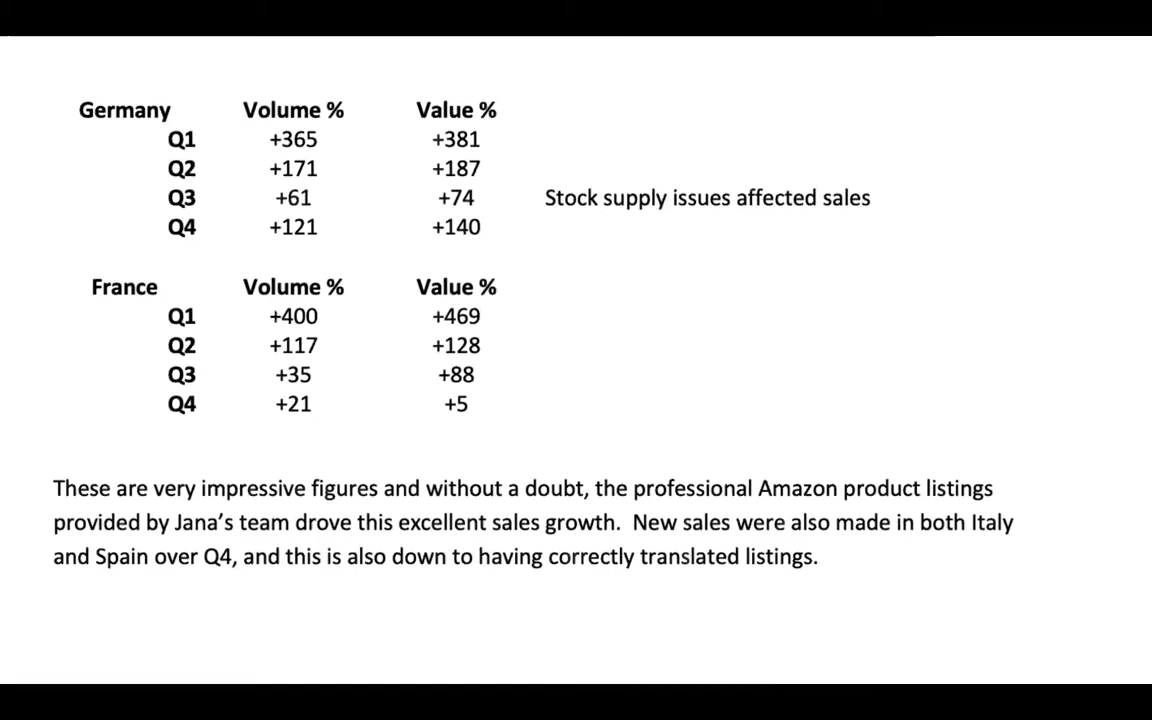 Germany Volume % Value %
Q1 +365 +381
Q2 +171 +187
Q3 +61 +74 Stock supply issues affected sales
Q4 +121 +140
France Volume % Value %
Q1 +400 +469
Q2 +117 +128
Q3 +35 +88
Q4 +21 +5
These are very impressive figures and without a doubt, the professional Amazon product listings
provided by Jana’s team drove this excellent sales growth.  New sales were also made in both Italy
and Spain over Q4, and this is also down to having correctly translated listings.